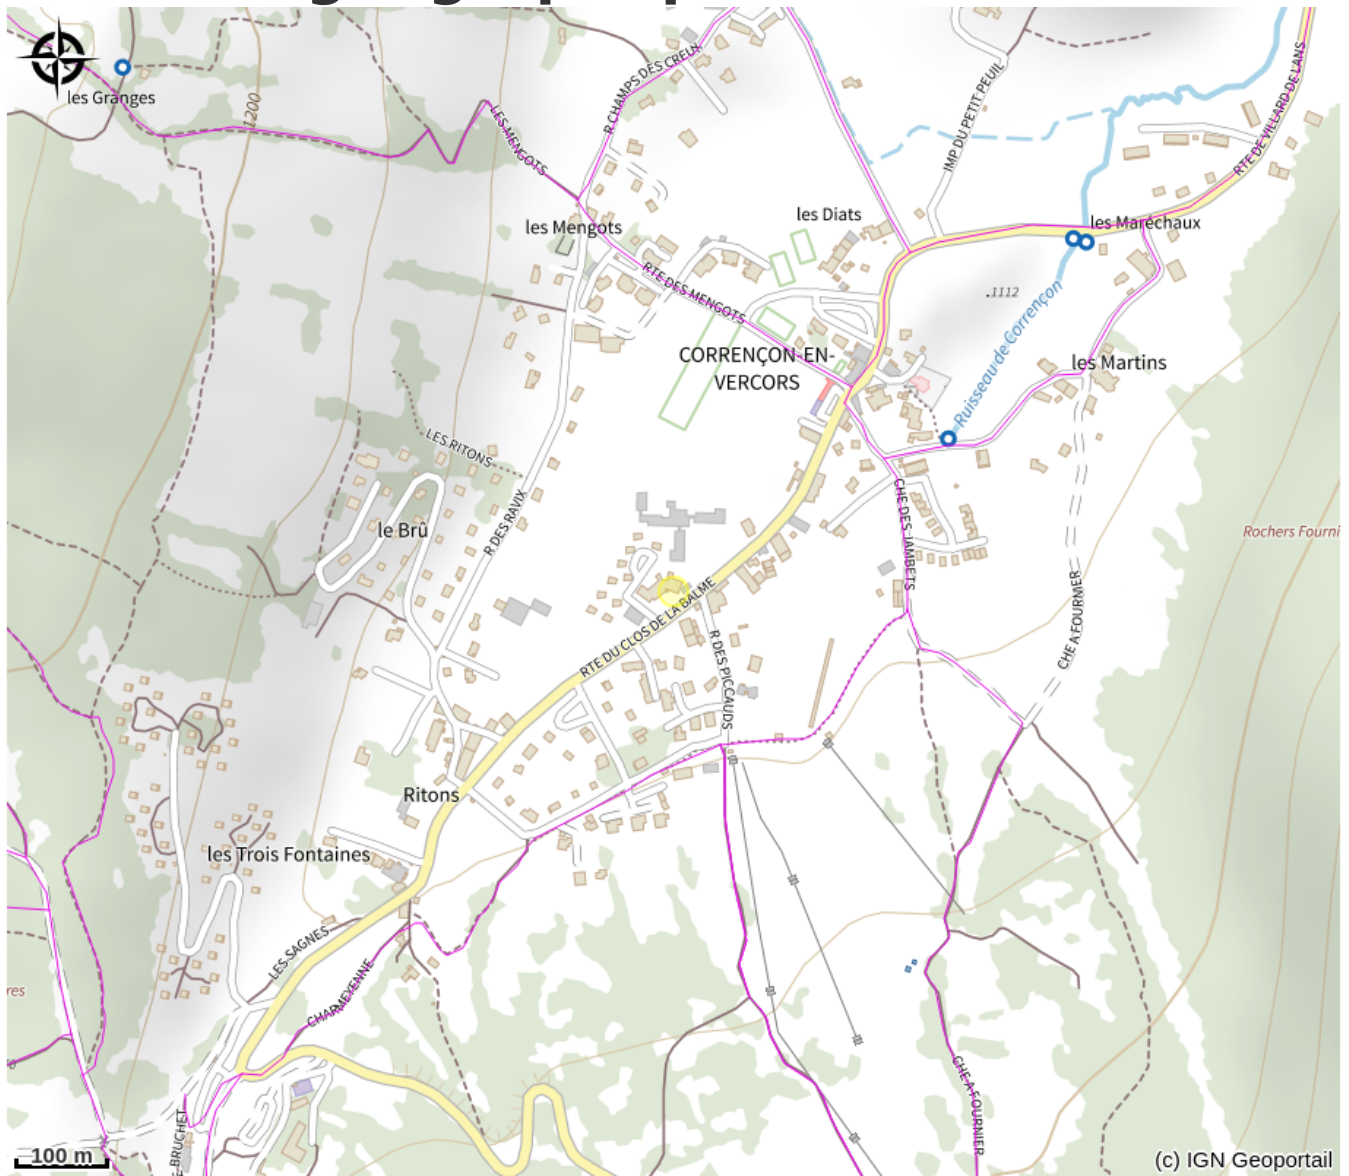 les Granges
1200
LES MENGOTS
R CHAMPS DES CREUX
IMP DU PETIT PEUIL
RTE DE VILLARD DE LANS
les Mengots
les Diats
les Maréchaux
RTE DES MENGOTS
.1112
Ruisseau de Corrençon
CORRENÇON-EN-
VERCORS
les Martins
LES RITONS
le Brû
R DES RAVIX
CHE DES JAMBETS
Rochers Fourni
CHE A FOURNIER
RTE DU CLOS DE LA BALME
R DES PICCAUDS
Ritons
les Trois Fontaines
LES SAGNES
CHARMEYENNE
res
CHE A FOURNIER
E BRUCHET
100 m
(c) IGN Geoportail